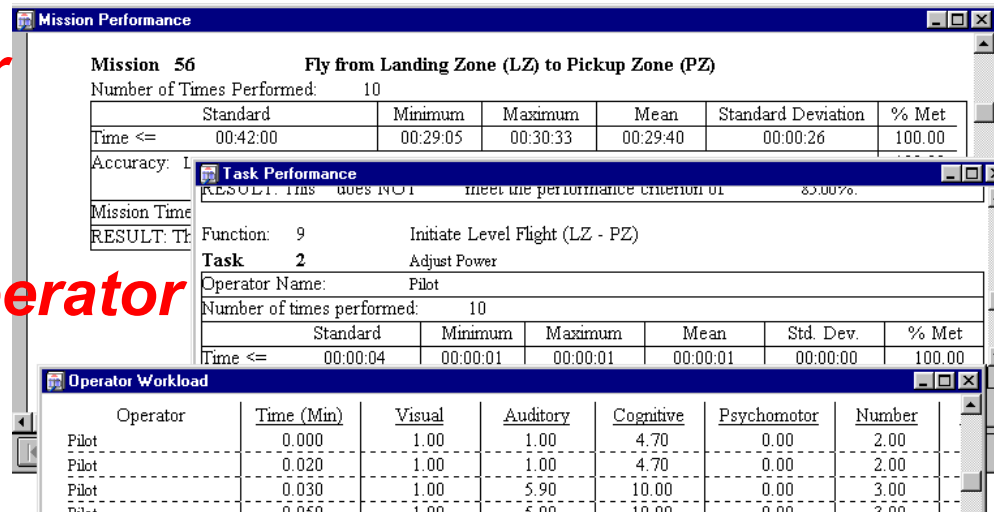 Mission Performance
Mission 56 Fly from Landing Zone (LZ) to Pickup Zone (PZ)
Number of Times Performed: 10
Standard Minimum Maximum Mean Standard Deviation % Met
Time <= 00:42:00 00:29:05 00:30:33 00:29:40 00:00:26 100.00
Accuracy: L
Mission Time
RESULT: Th
Task Performance
RESULT: This does NOT meet the performance criterion of 85.00%.
Function: 9 Initiate Level Flight (LZ - PZ)
Task 2 Adjust Power
Operator Name: Pilot
Number of times performed: 10
Standard Minimum Maximum Mean Std. Dev. % Met
Time <= 00:00:04 00:00:01 00:00:01 00:00:01 00:00:00 100.00
erator
Operator Workload
Operator Time (Min) Visual Auditory Cognitive Psychomotor Number
Pilot 0.000 1.00 1.00 4.70 0.00 2.00
Pilot 0.020 1.00 1.00 4.70 0.00 2.00
Pilot 0.030 1.00 5.90 10.00 0.00 3.00